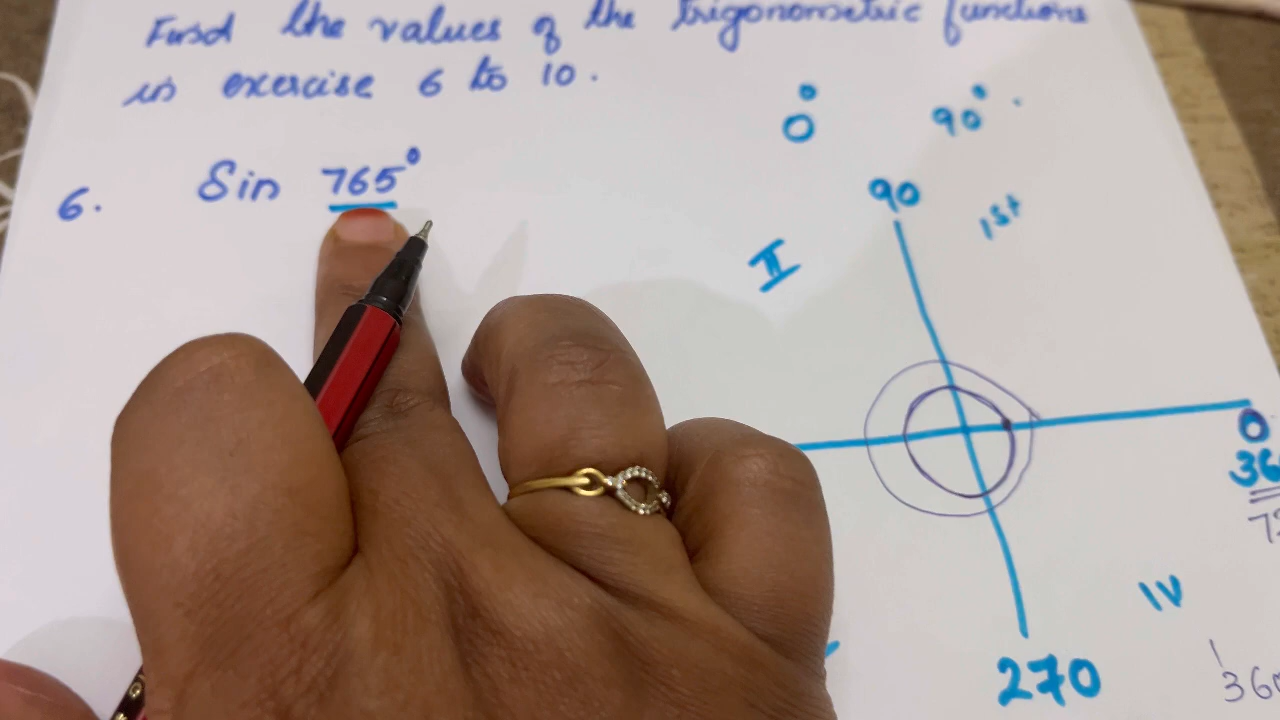 Find the values of the trigonometric functions
in exercise 6 to 10.
6. Sin 765°
0° 90°
90
1st
II
0
IV
270